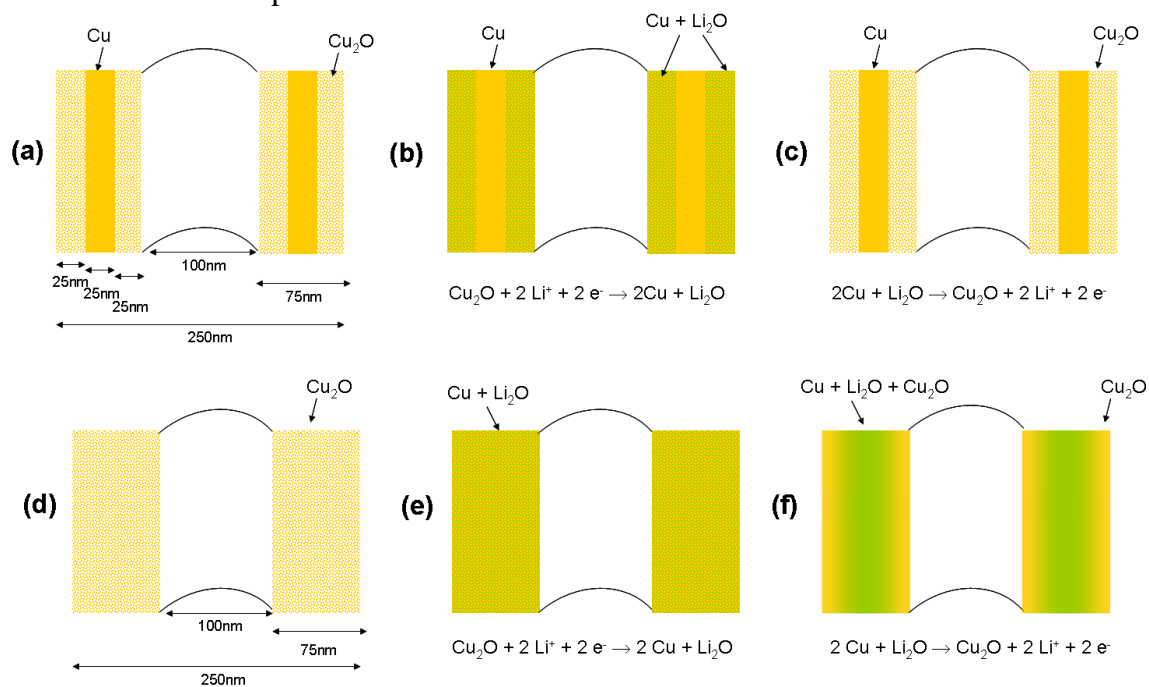 Cu
Cu₂O
(a)
100nm
25nm
25nm
25nm
75nm
250nm
Cu
Cu + Li₂O
(b)
Cu₂O + 2 Li⁺ + 2 e⁻ → 2Cu + Li₂O
Cu
Cu₂O
(c)
2Cu + Li₂O → Cu₂O + 2 Li⁺ + 2 e⁻
Cu₂O
(d)
100nm
75nm
250nm
Cu + Li₂O
(e)
Cu₂O + 2 Li⁺ + 2 e⁻ → 2 Cu + Li₂O
Cu + Li₂O + Cu₂O
Cu₂O
(f)
2 Cu + Li₂O → Cu₂O + 2 Li⁺ + 2 e⁻